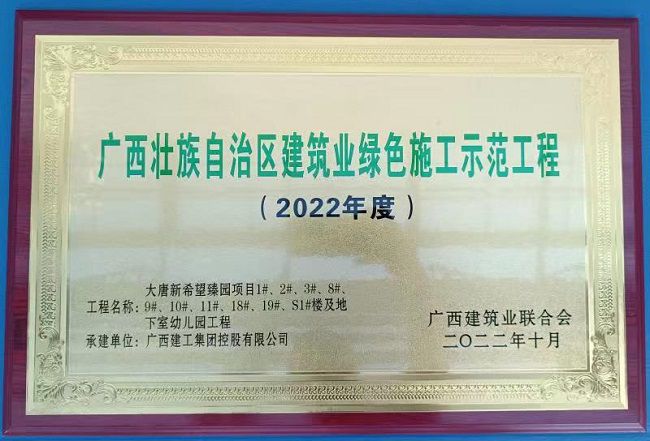 广西壮族自治区建筑业绿色施工示范工程
（2022年度）
大唐新希望臻园项目1#、2#、3#、8#、
工程名称：9#、10#、11#、18#、19#、S1#楼及地
下室幼儿园工程
承建单位：广西建工集团控股有限公司
广西建筑业联合会
二〇二二年十月